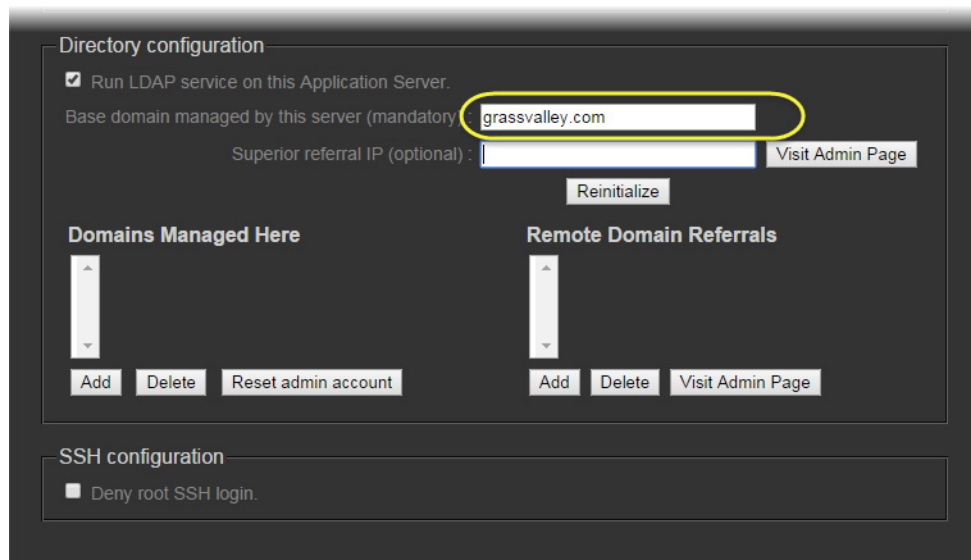 Directory configuration
Run LDAP service on this Application Server.
Base domain managed by this server (mandatory) : grassvalley.com
Superior referral IP (optional) : Visit Admin Page
Reinitialize
Domains Managed Here
Remote Domain Referrals
Add Delete Reset admin account
Add Delete Visit Admin Page
SSH configuration
Deny root SSH login.